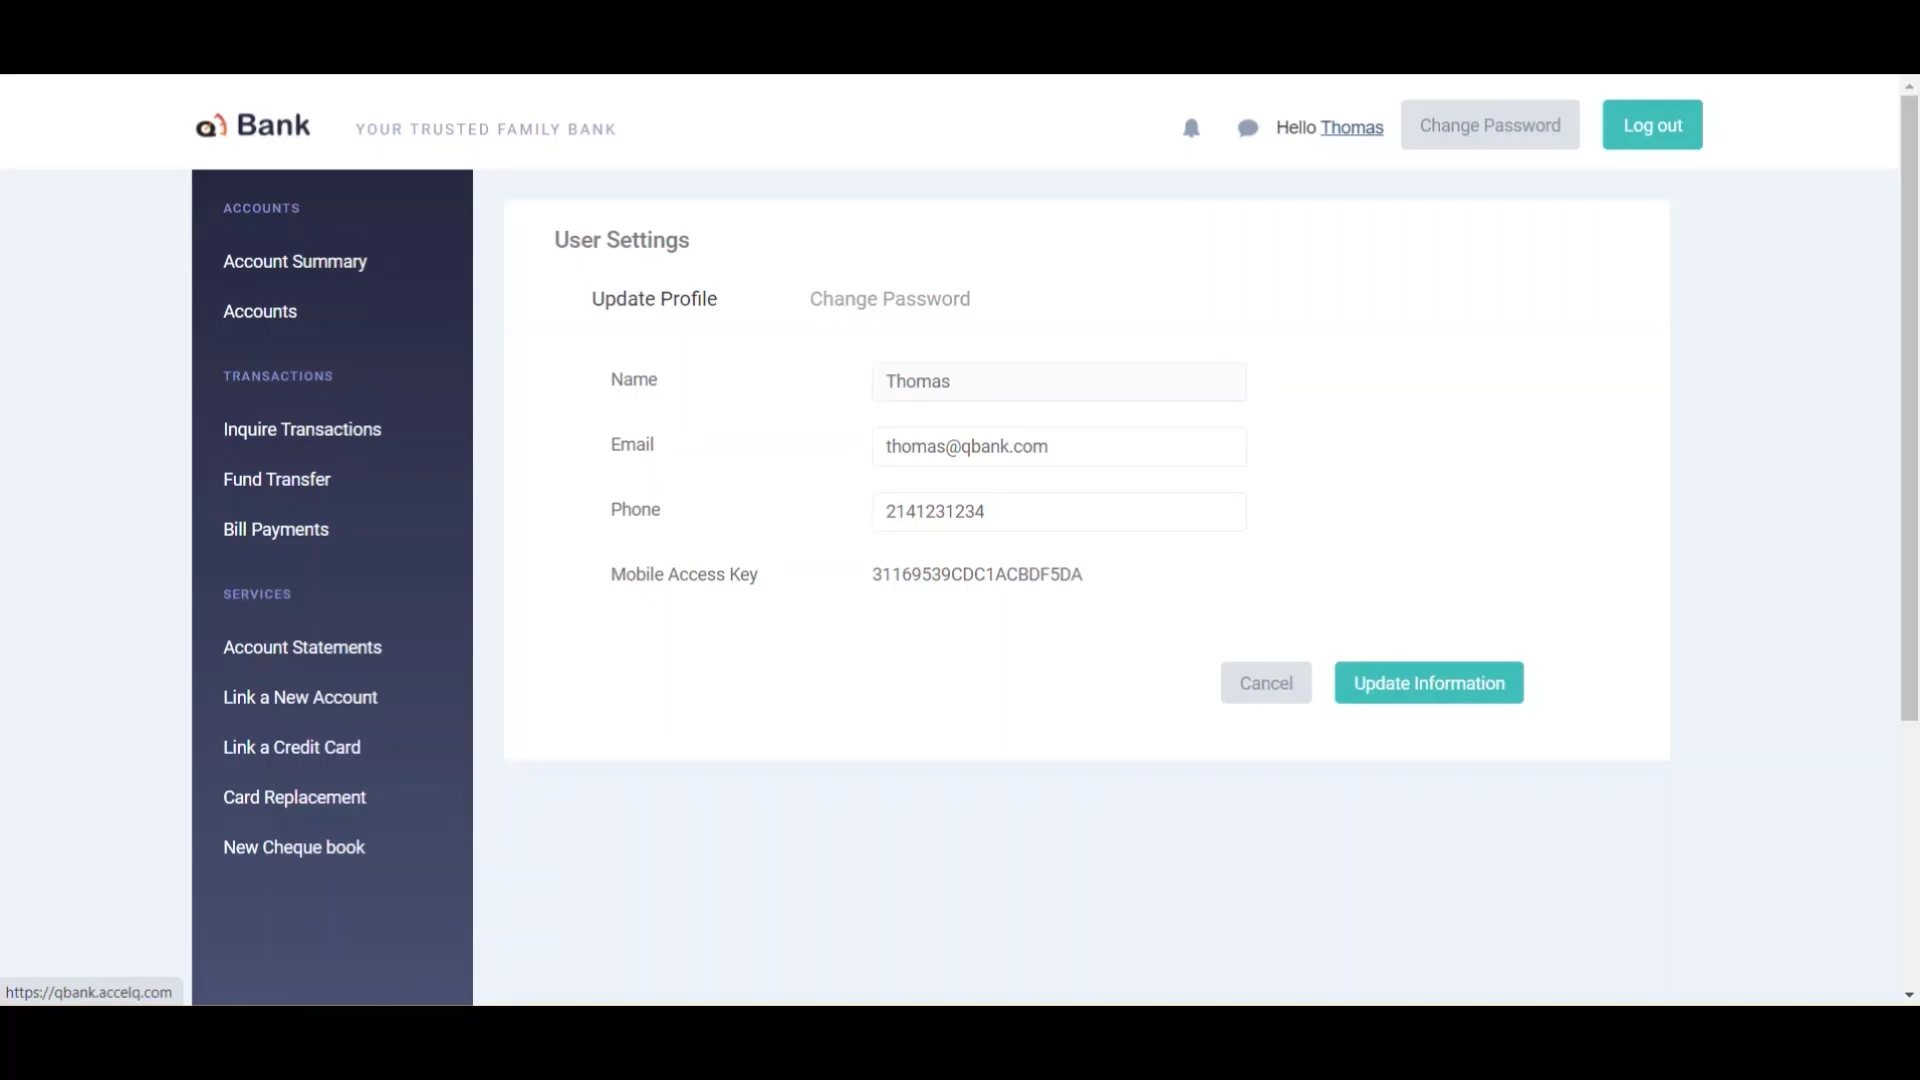 Bank
YOUR TRUSTED FAMILY BANK
Hello Thomas
Change Password
Log out
ACCOUNTS
Account Summary
Accounts
TRANSACTIONS
Inquire Transactions
Fund Transfer
Bill Payments
SERVICES
Account Statements
Link a New Account
Link a Credit Card
Card Replacement
New Cheque book
User Settings
Update Profile
Change Password
Name
Thomas
Email
thomas@qbank.com
Phone
2141231234
Mobile Access Key
31169539CDC1ACBDF5DA
Cancel
Update Information
https://qbank.accelq.com